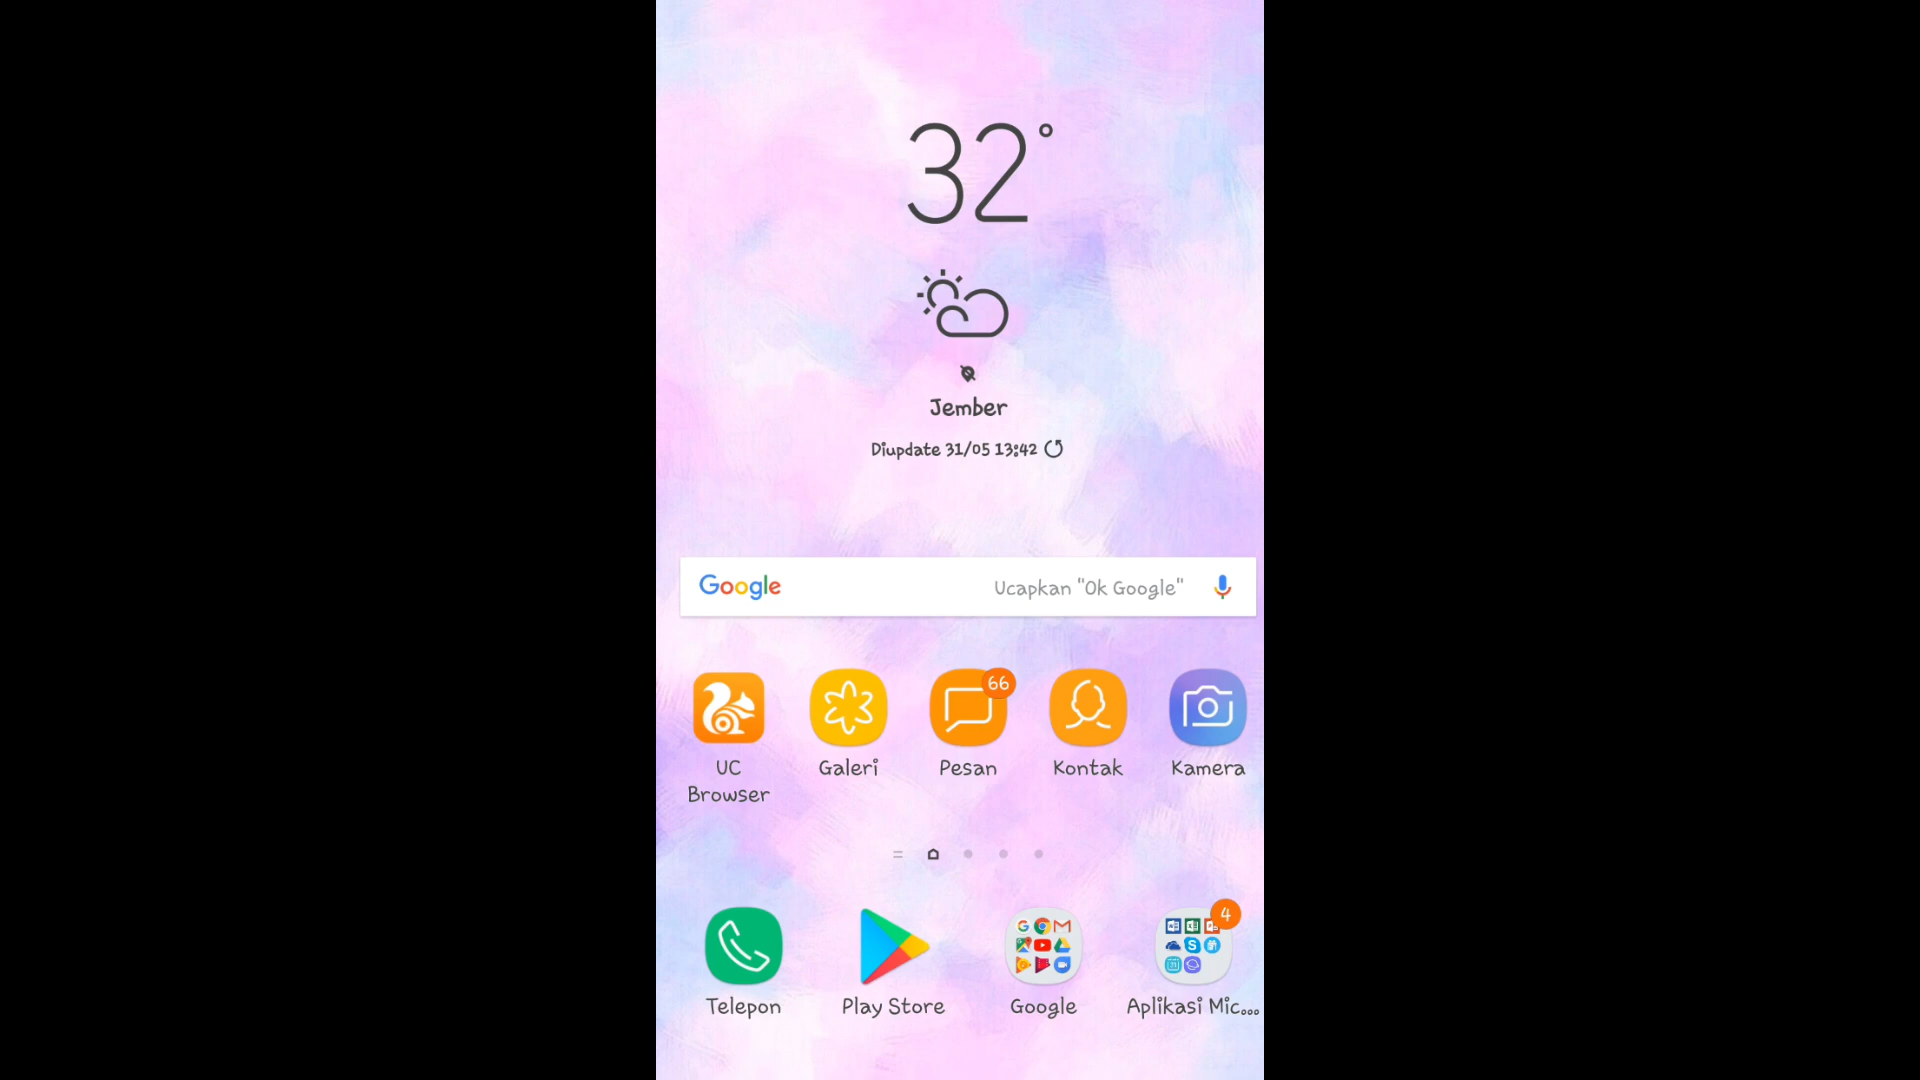 32°
Jember
Diupdate 31/05 13:42
Google Ucapkan "Ok Google"
66
UC Browser
Galeri
Pesan
Kontak
Kamera
4
Telepon
Play Store
Google
Aplikasi Mic...